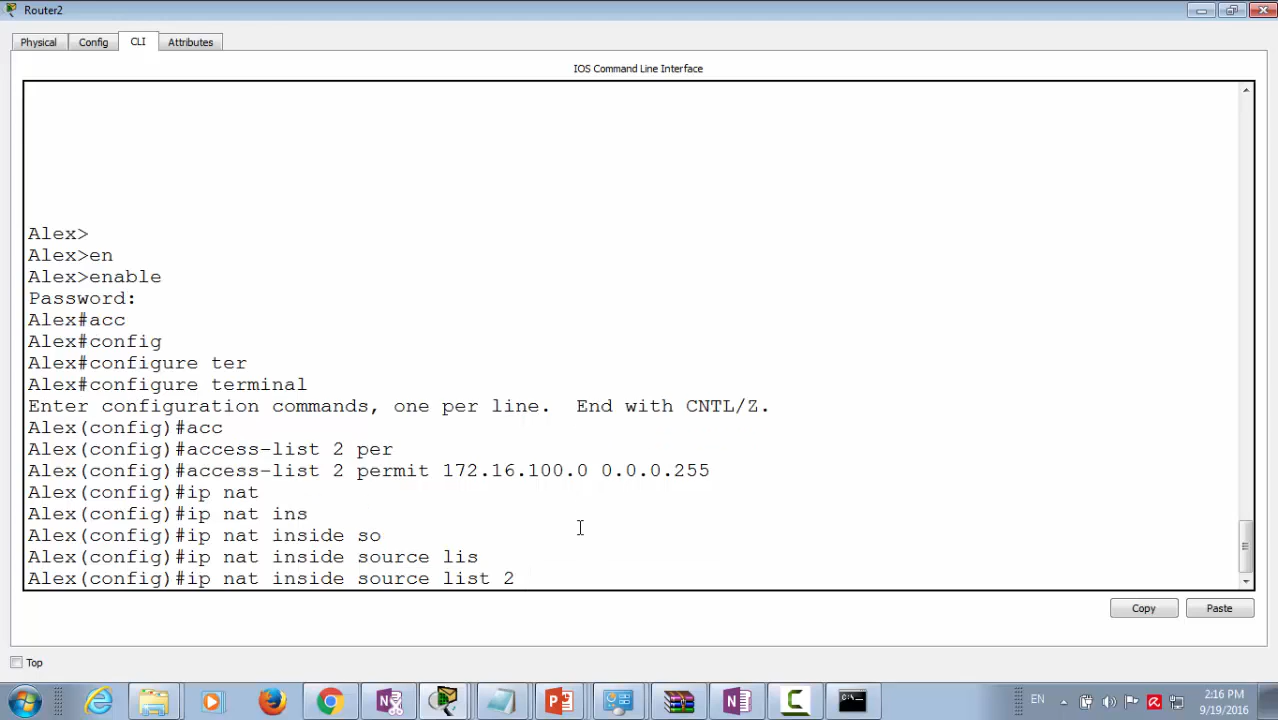 Router2
Physical Config CLI Attributes
IOS Command Line Interface
Alex>
Alex>en
Alex>enable
Password:
Alex#acc
Alex#config
Alex#configure ter
Alex#configure terminal
Enter configuration commands, one per line.  End with CNTL/Z.
Alex(config)#acc
Alex(config)#access-list 2 per
Alex(config)#access-list 2 permit 172.16.100.0 0.0.0.255
Alex(config)#ip nat
Alex(config)#ip nat ins
Alex(config)#ip nat inside so
Alex(config)#ip nat inside source lis
Alex(config)#ip nat inside source list 2
Copy Paste
Top
EN
2:16 PM
9/19/2016